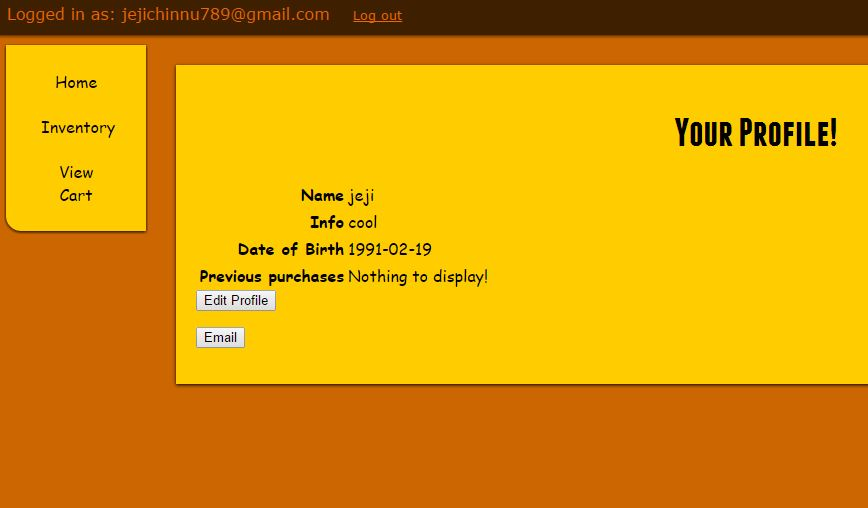 Logged in as: jejichinnu789@gmail.com Log out
Home
Inventory
View
Cart
Your Profile!
Name jeji
Info cool
Date of Birth 1991-02-19
Previous purchases Nothing to display!
Edit Profile
Email